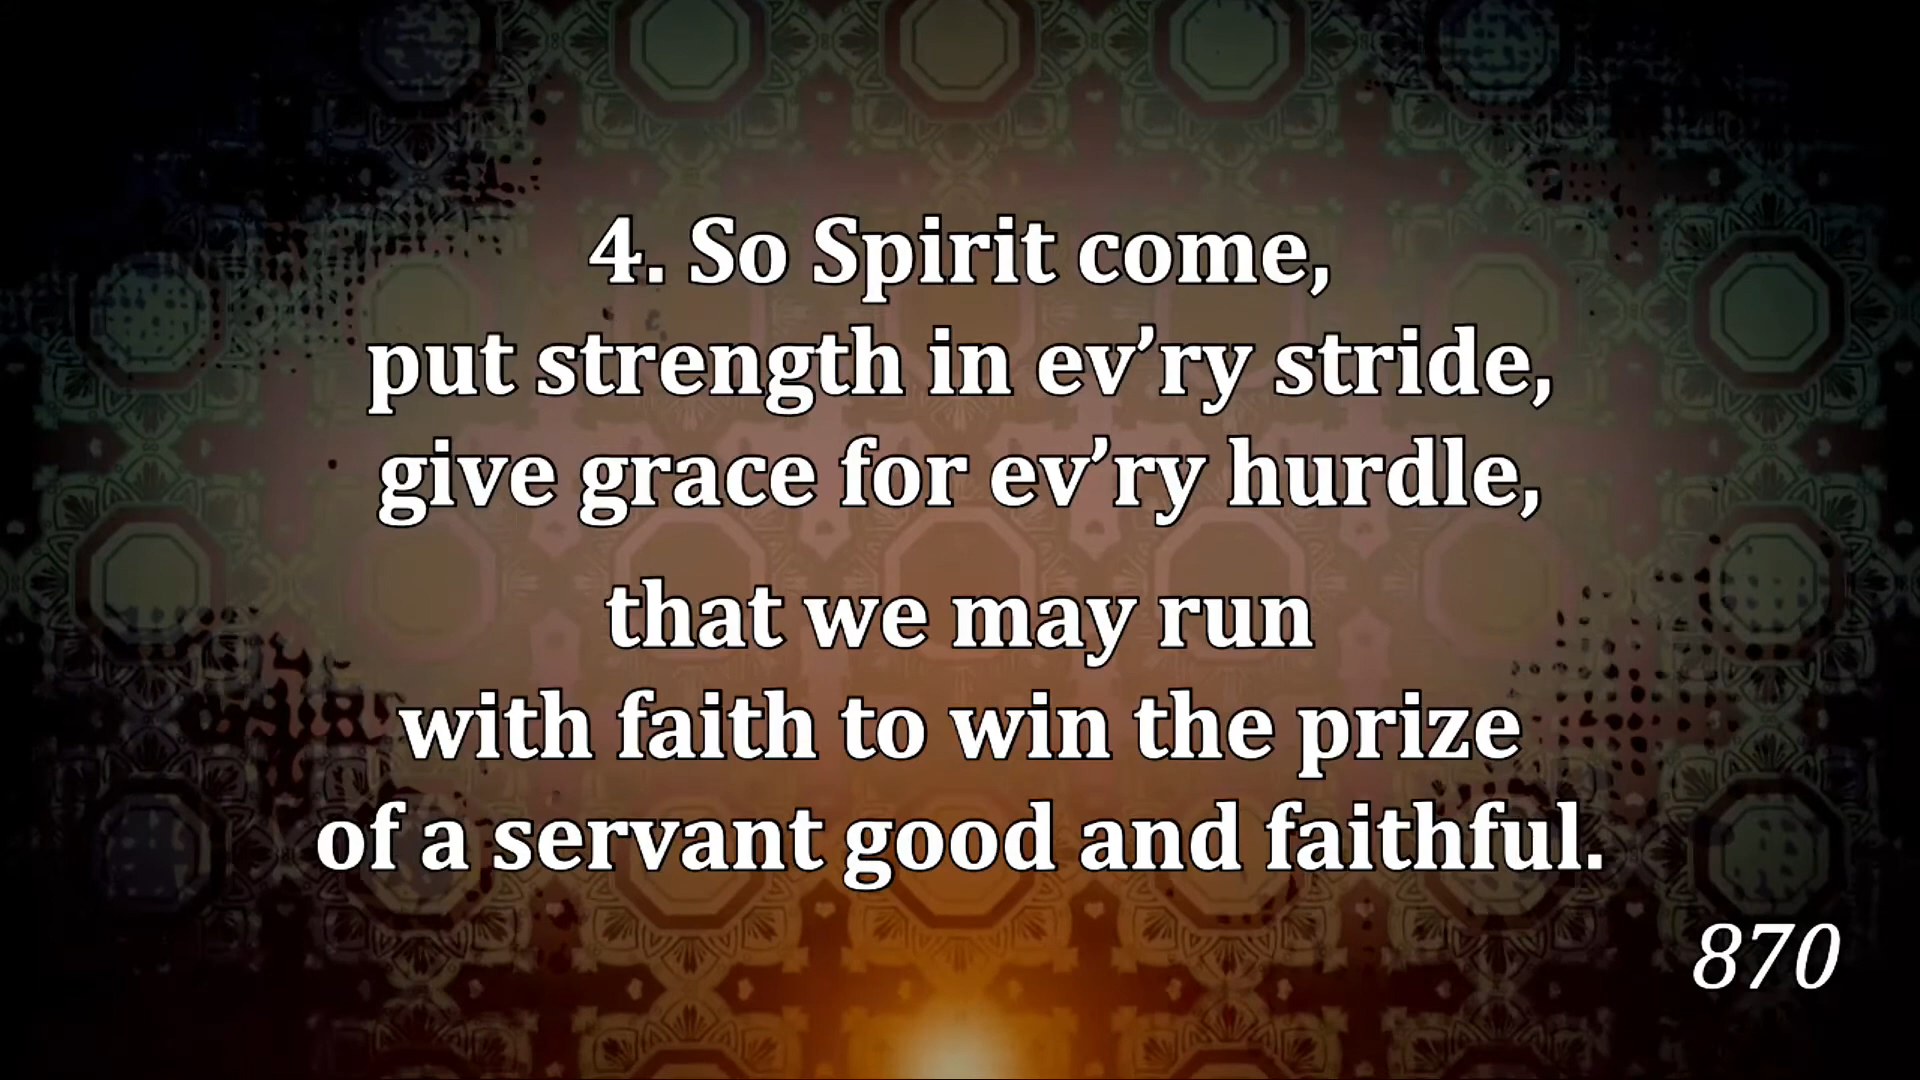 4. So Spirit come,
put strength in ev’ry stride,
give grace for ev’ry hurdle,
that we may run
with faith to win the prize
of a servant good and faithful.
870